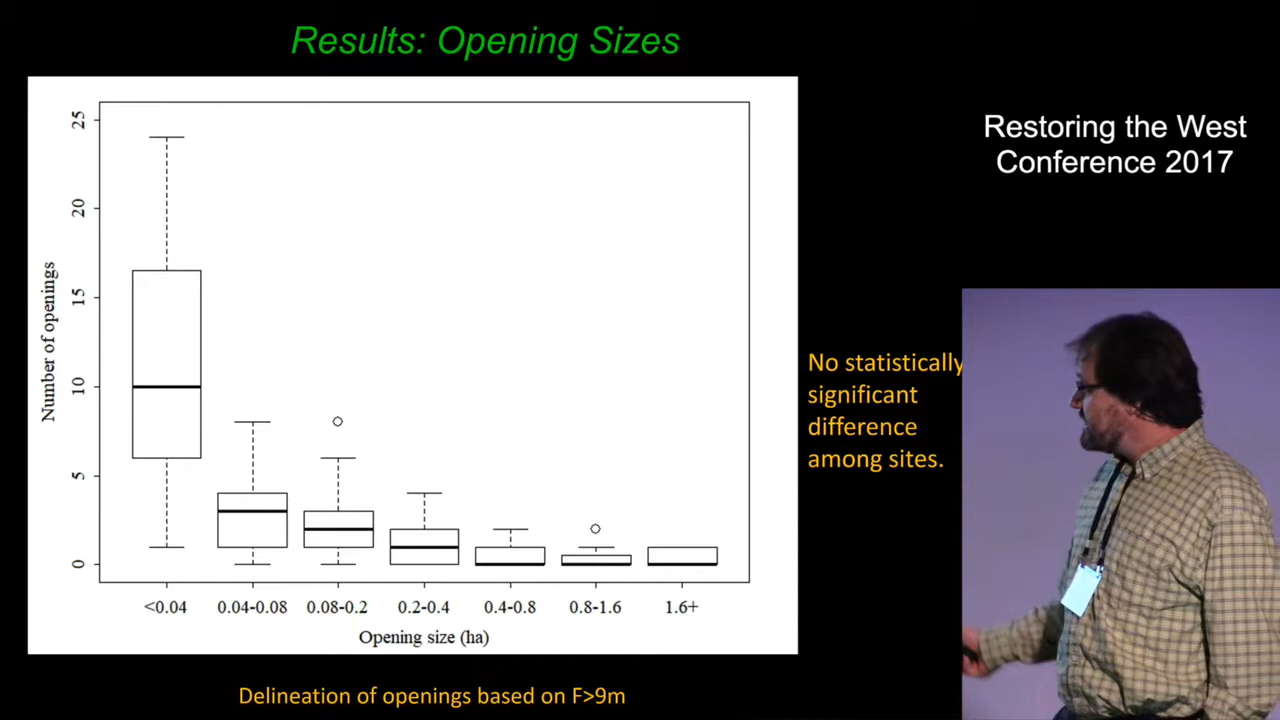 Results: Opening Sizes
Restoring the West
Conference 2017
25
20
15
10
5
0
Number of openings
<0.04 0.04-0.08 0.08-0.2 0.2-0.4 0.4-0.8 0.8-1.6 1.6+
Opening size (ha)
No statistically
significant
difference
among sites.
Delineation of openings based on F>9m